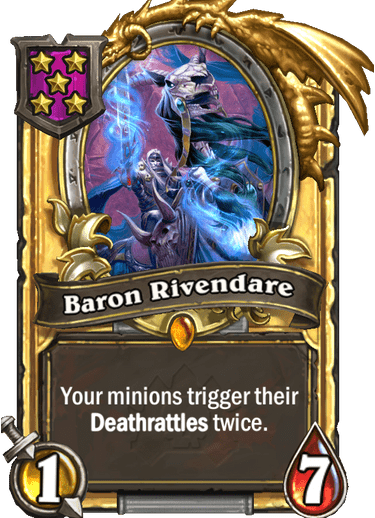 Baron Rivendare
Your minions trigger their
Deathrattles twice.
1
7